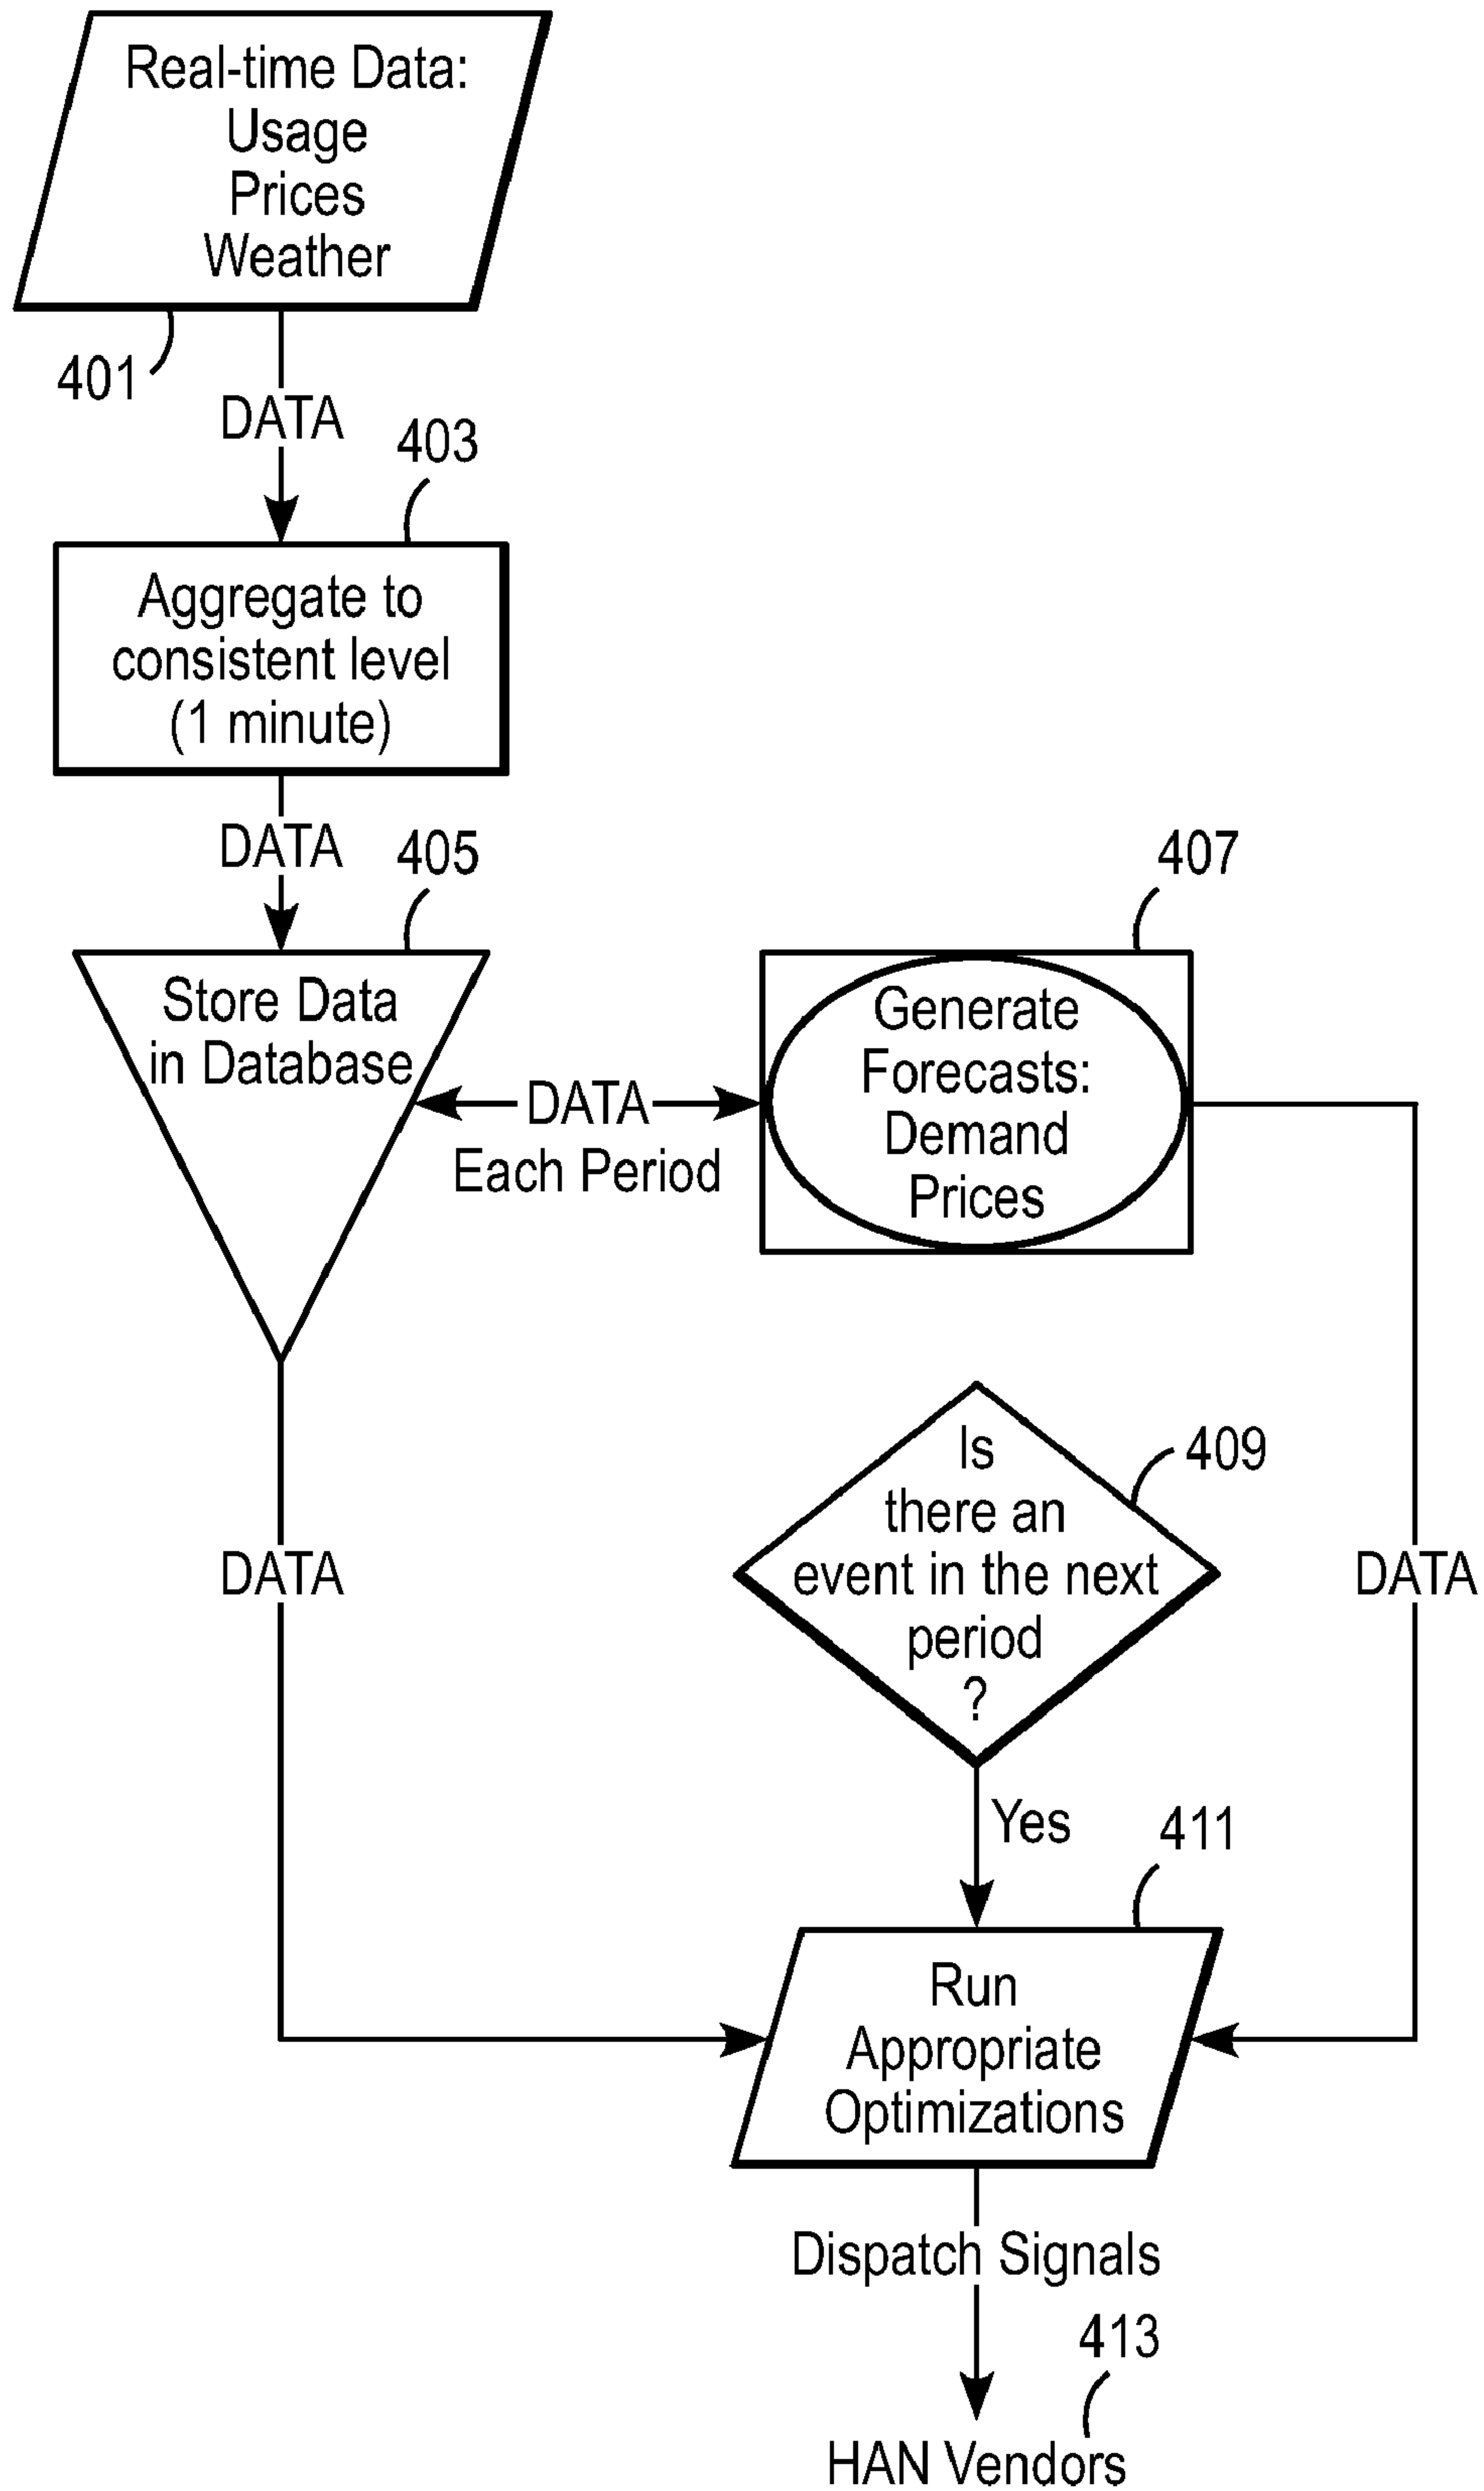 Real-time Data:
Usage
Prices
Weather
401
DATA
403
Aggregate to
consistent level
(1 minute)
DATA
405
407
Store Data
in Database
DATA
Each Period
Generate
Forecasts:
Demand
Prices
409
Is
there an
event in the next
period
?
DATA
DATA
Yes
411
Run
Appropriate
Optimizations
Dispatch Signals
413
HAN Vendors